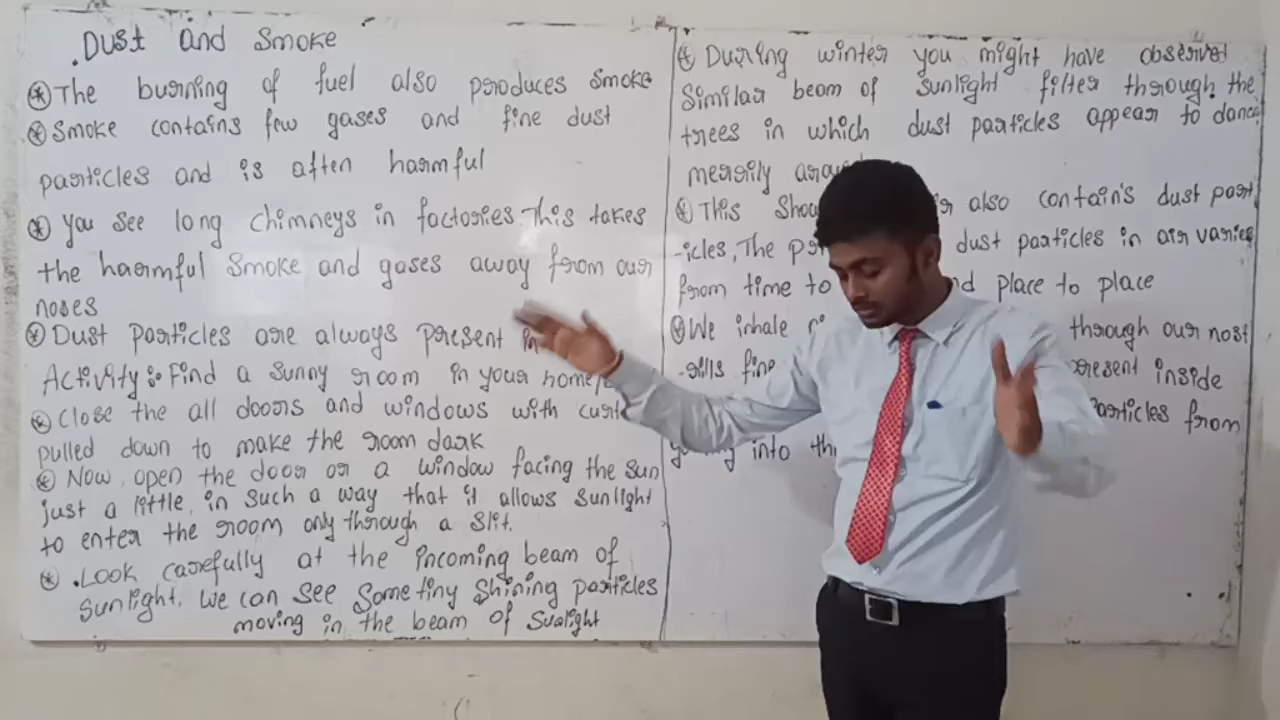 .Dust and Smoke
The burning of fuel also produces smoke
Smoke contains few gases and fine dust
particles and is often harmful
you see long chimneys in factories. This takes
the harmful Smoke and gases away from our
noses
Dust particles are always present in
Activity: Find a sunny room in your home
Close the all doors and windows with
pulled down to make the room dark
Now, open the door or a window facing the sun
just a little, in such a way that it allows sunlight
to enter the room only through a slit.
.Look carefully at the incoming beam of
sunlight. We can see Some tiny shining particles
moving in the beam of Sunlight
During winter you might have observed
Similar beam of sunlight filter through the
trees in which dust particles appear to dance
merrily
This also contain's dust part
-icles, The dust particles in air varies
from time to place to place
We inhale through our nost
-rills fine present inside
particles from
into